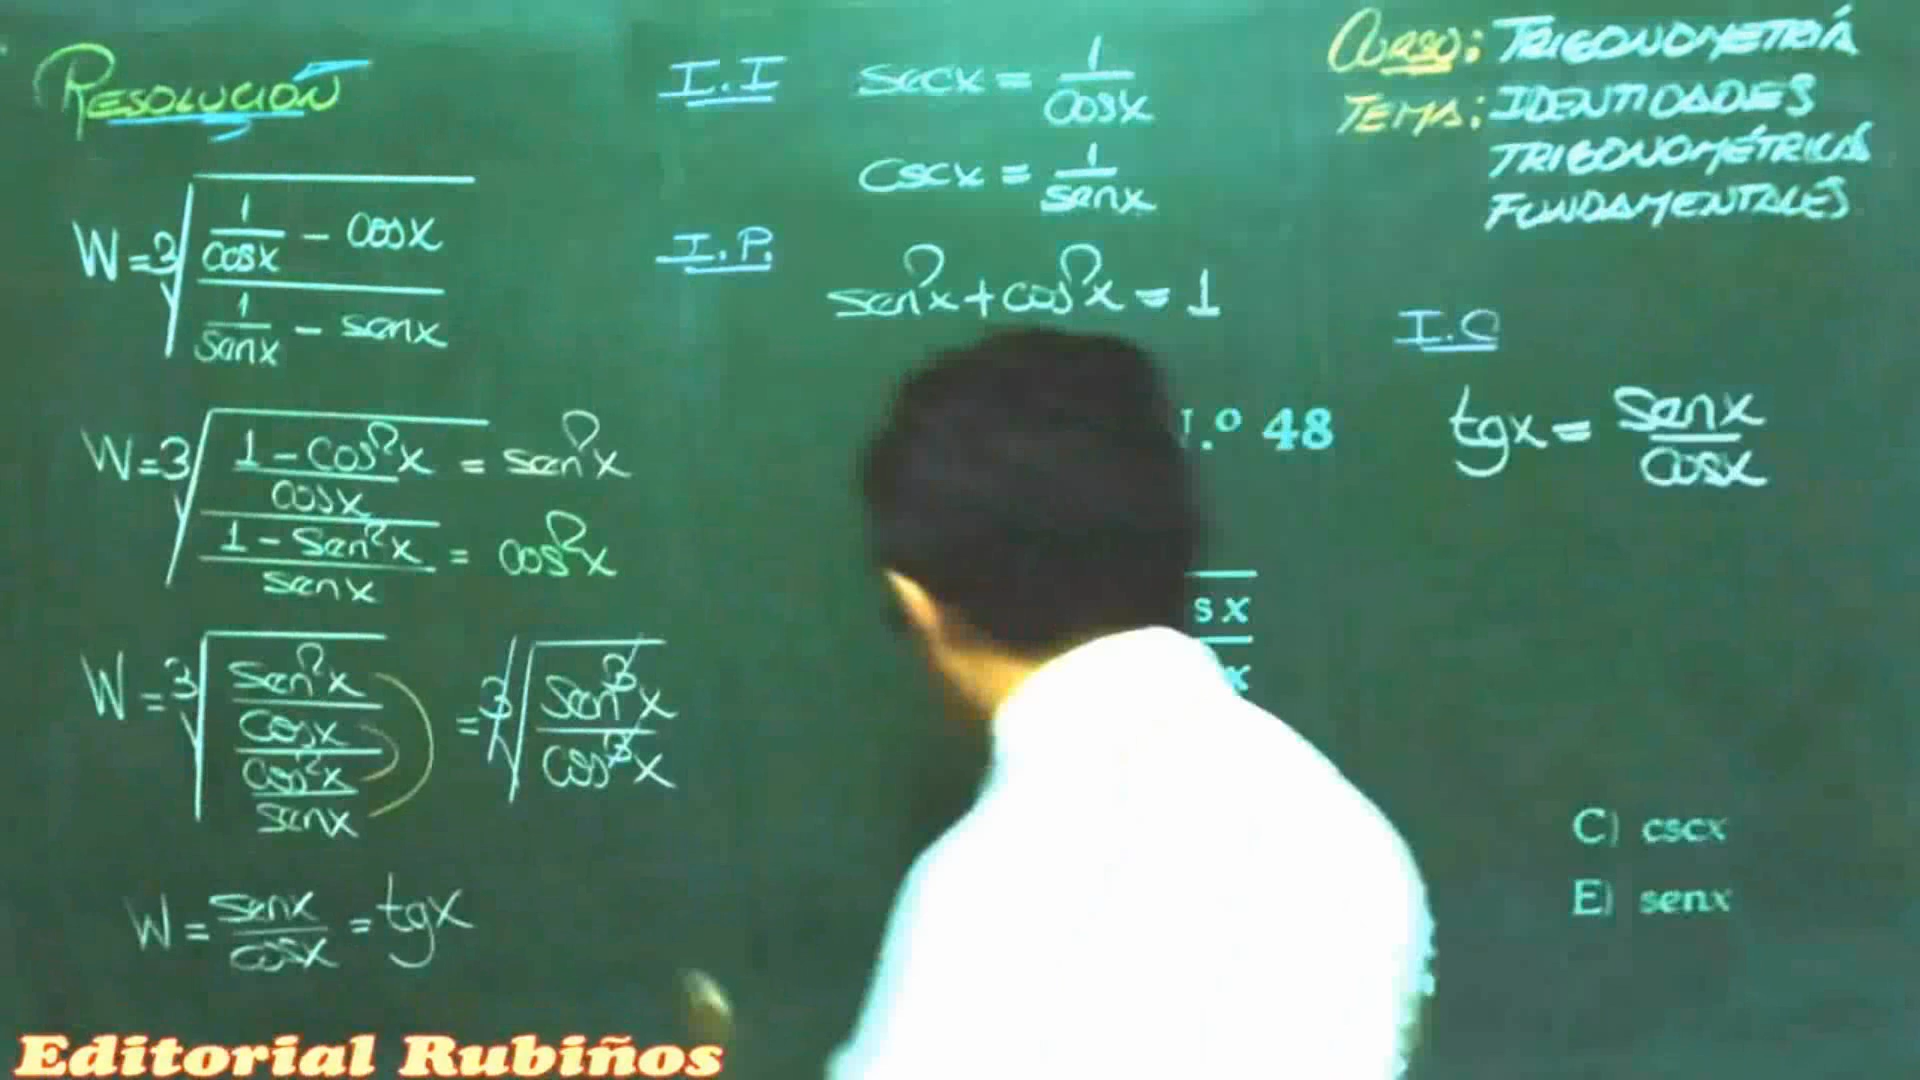 RESOLUCIÓN
W = ∛(((1/cosx) - cosx)/((1/senx) - senx))
W = ∛(((1-cos²x)/cosx)/((1-sen²x)/senx)) = sen²x
= cos²x
W = ∛((sen²x/cosx)/(cos²x/senx)) = ∛(sen³x/cos³x)
W = senx/cosx = tgx
I.I secx = 1/cosx
cscx = 1/senx
I.P.
sen²x + cos²x = 1
.º 48
s x
x
CURSO: TRIGONOMETRÍA
TEMA: IDENTIDADES
TRIGONOMÉTRICAS
FUNDAMENTALES
I.C
tgx = senx/cosx
C) cscx
E) senx
Editorial Rubiños